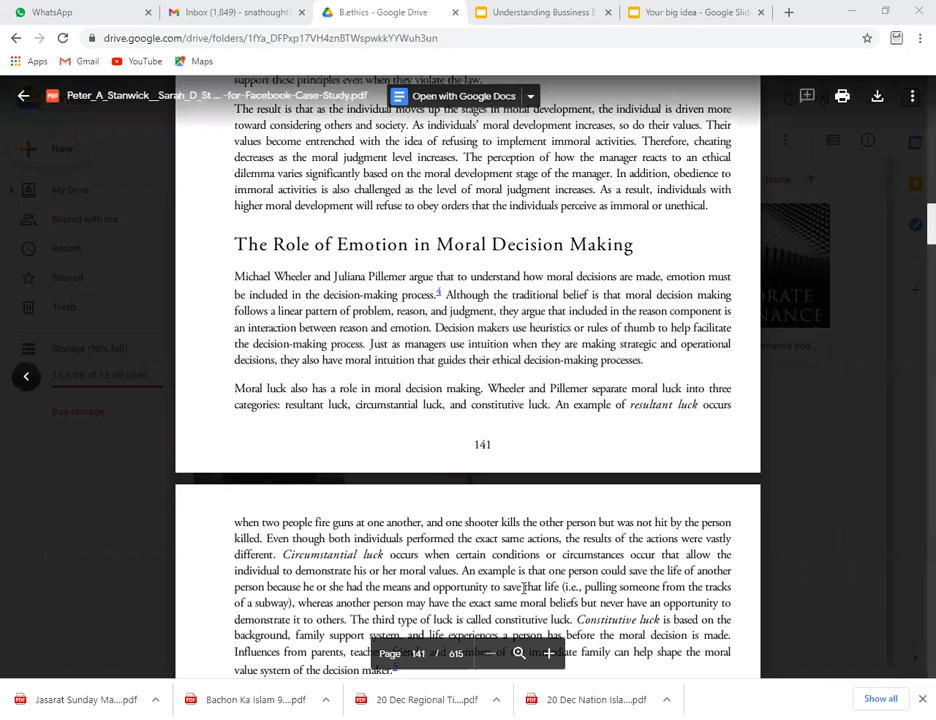 WhatsApp
Inbox (1,849) - snathought
B.ethics - Google Drive
Understanding Bussiness E
Your big idea - Google Slid
drive.google.com/drive/folders/1fYa_DFPxp17VH4znBTWspwkkYYWuh3un
Apps
Gmail
YouTube
Maps
support these principles even when they violate the law.
Peter_A_Stanwick__Sarah_D_St ... -for-Facebook-Case-Study.pdf
Open with Google Docs
The result is that as the individual moves up the stages in moral development, the individual is driven more
toward considering others and society. As individuals' moral development increases, so do their values. Their
values become entrenched with the idea of refusing to implement immoral activities. Therefore, cheating
decreases as the moral judgment level increases. The perception of how the manager reacts to an ethical
dilemma varies significantly based on the moral development stage of the manager. In addition, obedience to
immoral activities is also challenged as the level of moral judgment increases. As a result, individuals with
higher moral development will refuse to obey orders that the individuals perceive as immoral or unethical.
New
My Drive
Shared with me
Recent
Starred
Trash
Storage (90% full)
13.6 GB of 15 GB used
Buy storage
Name
The Role of Emotion in Moral Decision Making
Michael Wheeler and Juliana Pillemer argue that to understand how moral decisions are made, emotion must
be included in the decision-making process.4 Although the traditional belief is that moral decision making
follows a linear pattern of problem, reason, and judgment, they argue that included in the reason component is
an interaction between reason and emotion. Decision makers use heuristics or rules of thumb to help facilitate
the decision-making process. Just as managers use intuition when they are making strategic and operational
decisions, they also have moral intuition that guides their ethical decision-making processes.
Moral luck also has a role in moral decision making. Wheeler and Pillemer separate moral luck into three
categories: resultant luck, circumstantial luck, and constitutive luck. An example of resultant luck occurs
141
when two people fire guns at one another, and one shooter kills the other person but was not hit by the person
killed. Even though both individuals performed the exact same actions, the results of the actions were vastly
different. Circumstantial luck occurs when certain conditions or circumstances occur that allow the
individual to demonstrate his or her moral values. An example is that one person could save the life of another
person because he or she had the means and opportunity to save that life (i.e., pulling someone from the tracks
of a subway), whereas another person may have the exact same moral beliefs but never have an opportunity to
demonstrate it to others. The third type of luck is called constitutive luck. Constitutive luck is based on the
background, family support system, and life experiences a person has before the moral decision is made.
Influences from parents, family can help shape the moral
value system of the decision maker.5
Page 141 / 615
Jasarat Sunday Ma....pdf
Bachon Ka Islam 9....pdf
20 Dec Regional Ti....pdf
20 Dec Nation Isla....pdf
Show all